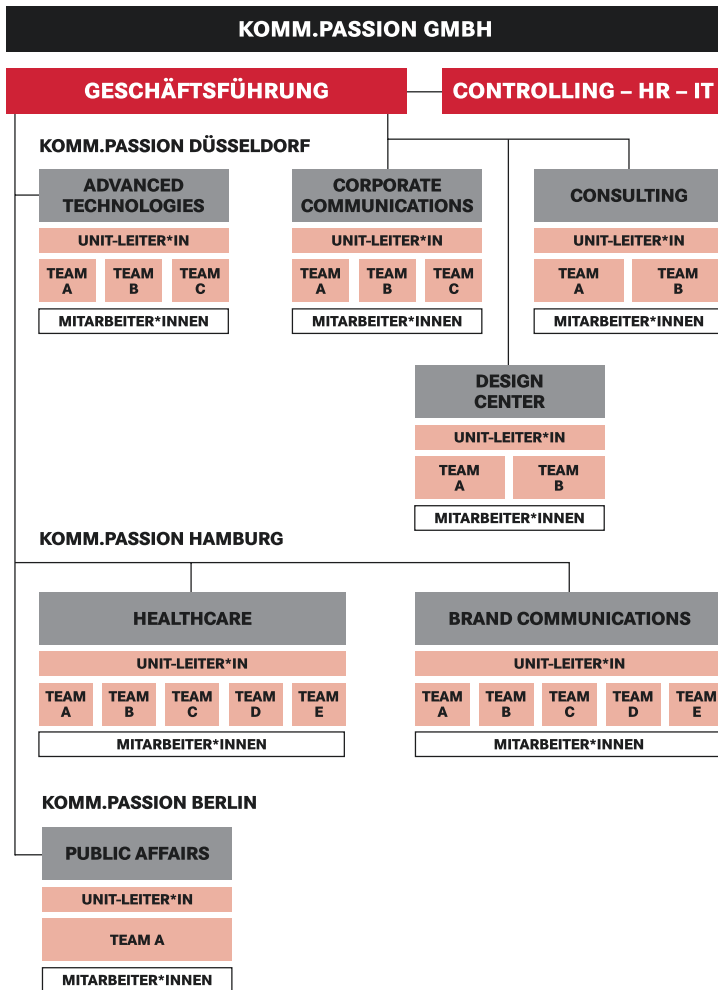 KOMM.PASSION GMBH
GESCHÄFTSFÜHRUNG
CONTROLLING – HR – IT
KOMM.PASSION DÜSSELDORF
ADVANCED
TECHNOLOGIES
UNIT-LEITER*IN
TEAM
A
TEAM
B
TEAM
C
MITARBEITER*INNEN
CORPORATE
COMMUNICATIONS
UNIT-LEITER*IN
TEAM
A
TEAM
B
TEAM
C
MITARBEITER*INNEN
CONSULTING
UNIT-LEITER*IN
TEAM
A
TEAM
B
MITARBEITER*INNEN
DESIGN
CENTER
UNIT-LEITER*IN
TEAM
A
TEAM
B
MITARBEITER*INNEN
KOMM.PASSION HAMBURG
HEALTHCARE
UNIT-LEITER*IN
TEAM
A
TEAM
B
TEAM
C
TEAM
D
TEAM
E
MITARBEITER*INNEN
BRAND COMMUNICATIONS
UNIT-LEITER*IN
TEAM
A
TEAM
B
TEAM
C
TEAM
D
TEAM
E
MITARBEITER*INNEN
KOMM.PASSION BERLIN
PUBLIC AFFAIRS
UNIT-LEITER*IN
TEAM A
MITARBEITER*INNEN